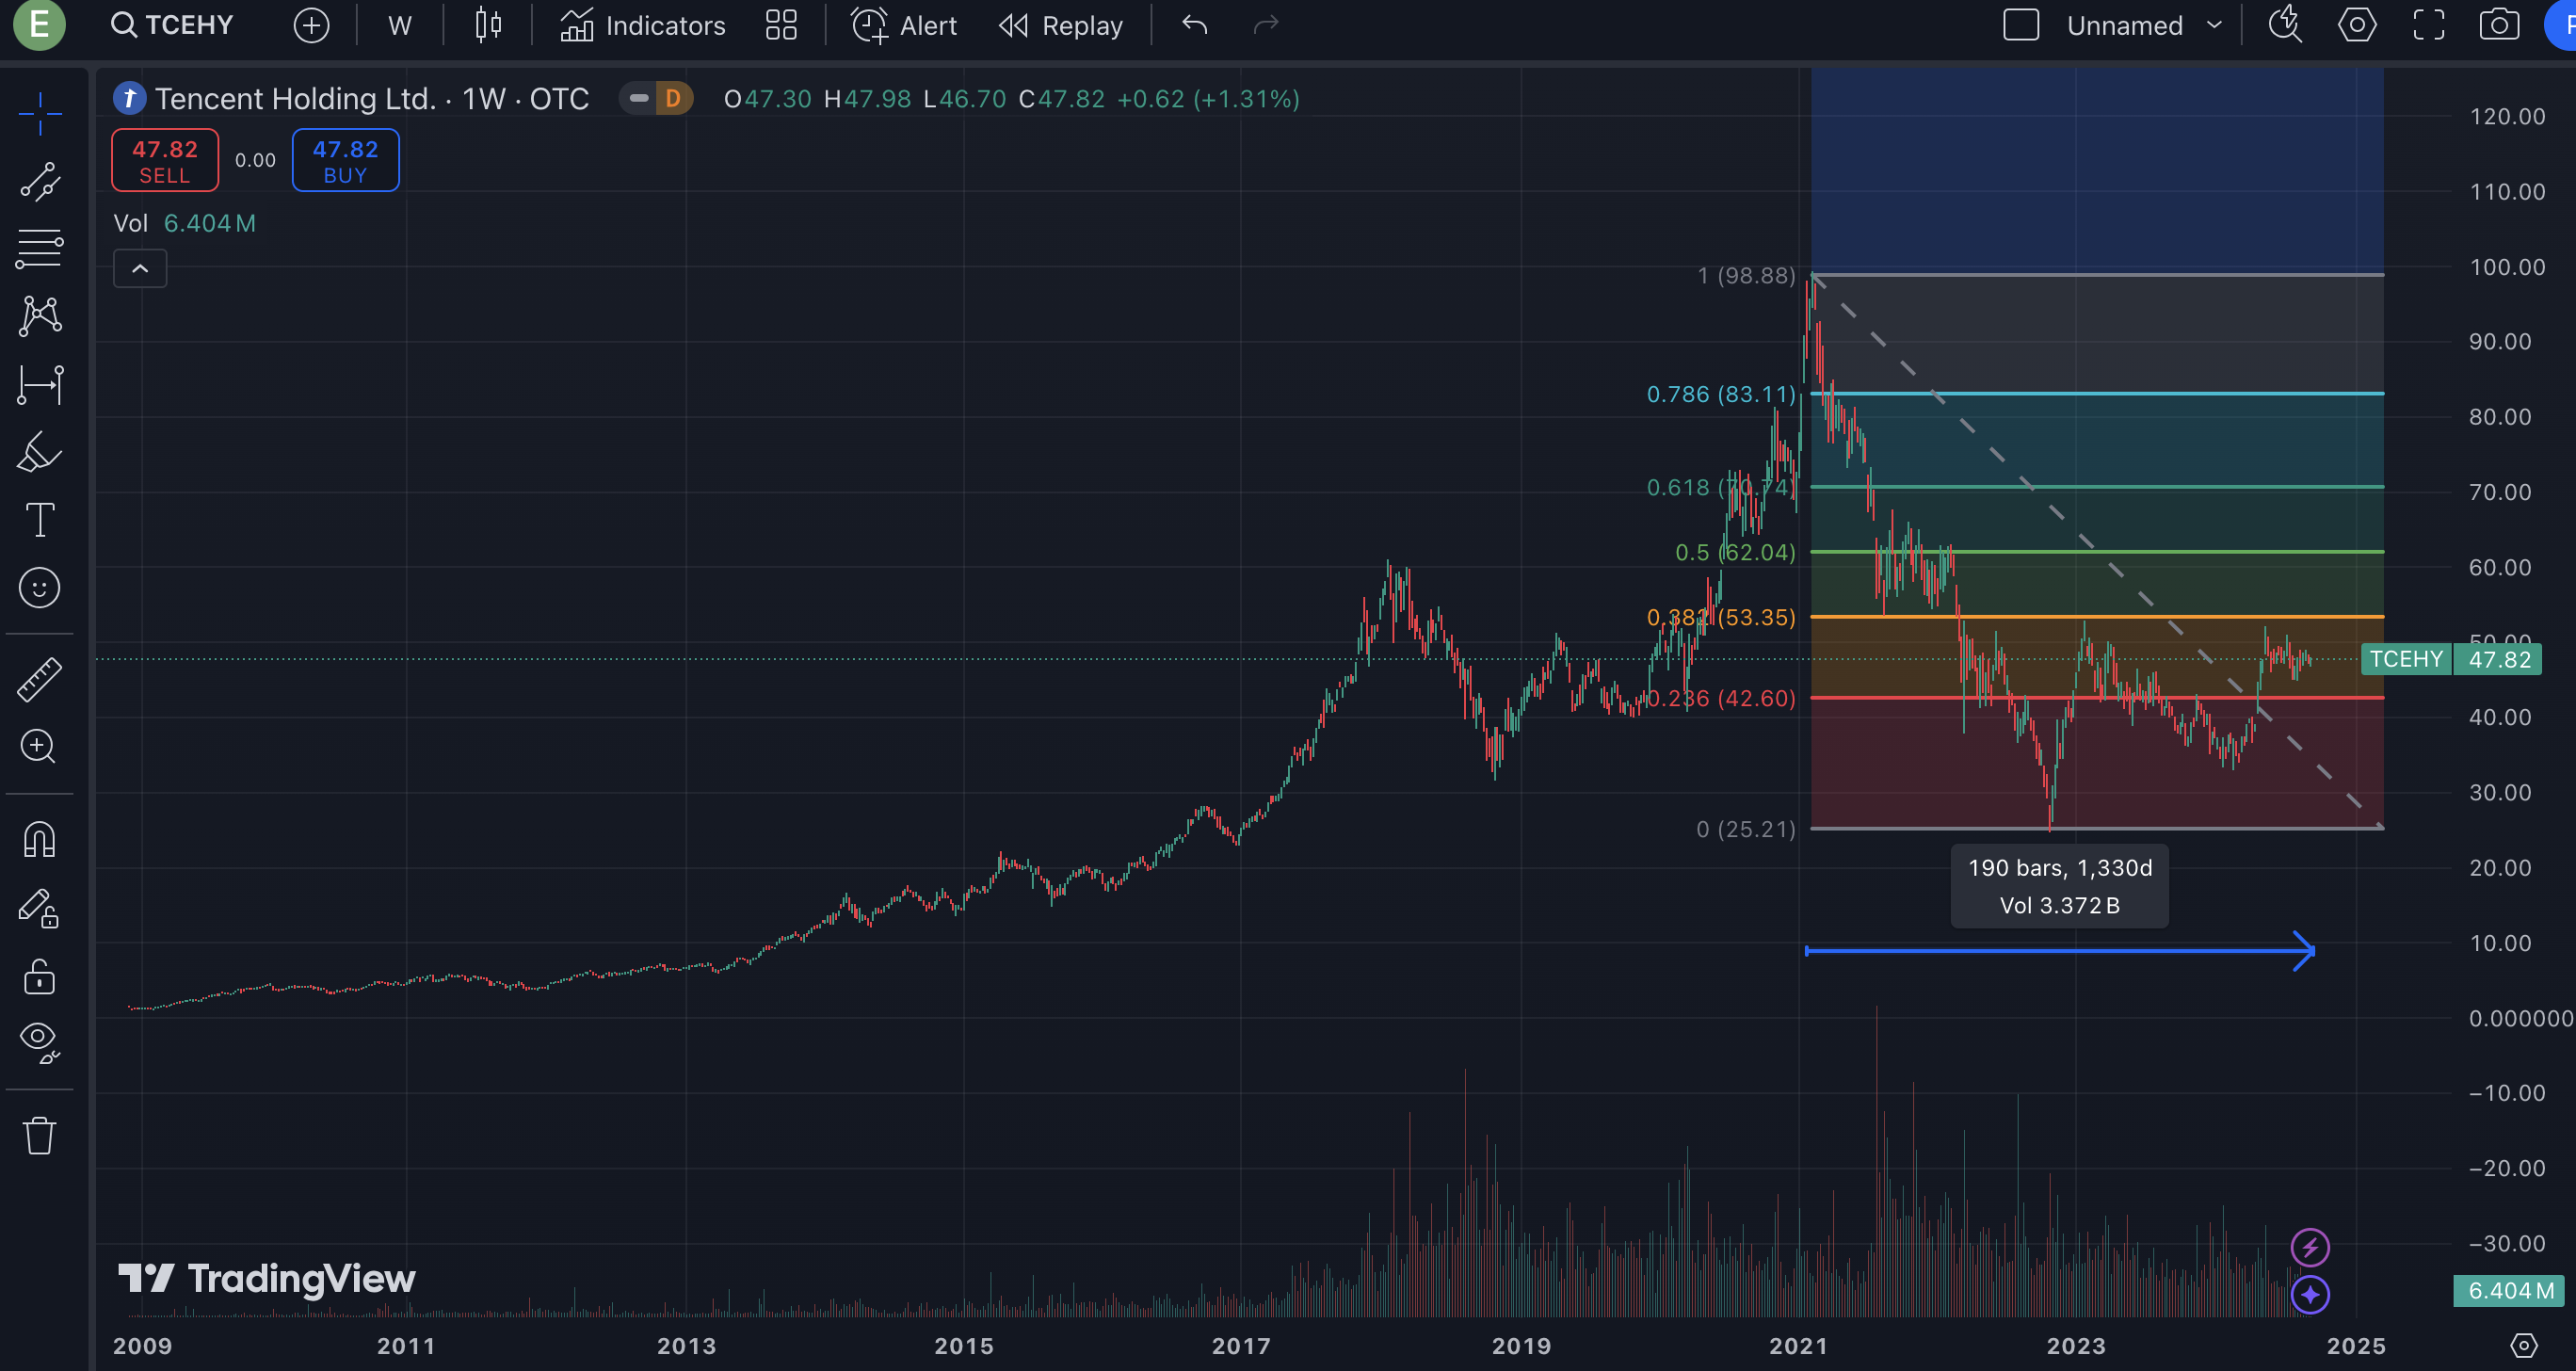 E
TCEHY
W
Indicators
Alert
Replay
Unnamed
Tencent Holding Ltd. · 1W · OTC
D
O47.30 H47.98 L46.70 C47.82 +0.62 (+1.31%)
47.82
SELL
0.00
47.82
BUY
Vol 6.404M
1 (98.88)
0.786 (83.11)
0.618 (70.74)
0.5 (62.04)
0.382 (53.35)
0.236 (42.60)
0 (25.21)
190 bars, 1,330d
Vol 3.372B
120.00
110.00
100.00
90.00
80.00
70.00
60.00
50.00
TCEHY 47.82
40.00
30.00
20.00
10.00
0.0000000
−10.00
−20.00
−30.00
6.404M
TradingView
2009 2011 2013 2015 2017 2019 2021 2023 2025